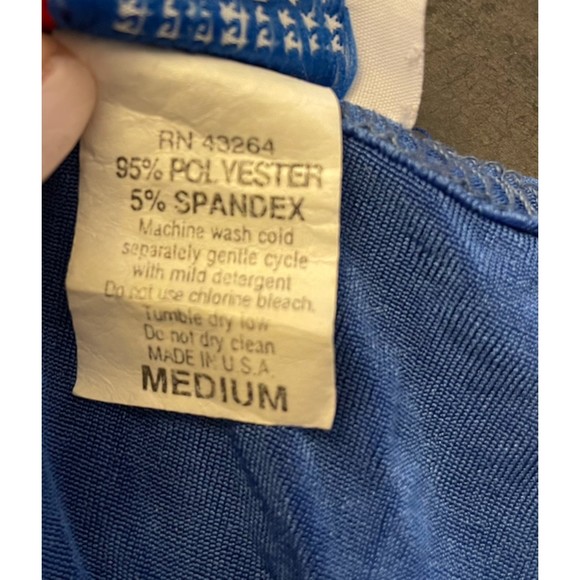 RN 43264
95% POLYESTER
5% SPANDEX
Machine wash cold
separately gentle cycle
with mild detergent
Do not use chlorine bleach.
Tumble dry low
Do not dry clean
MADE IN U.S.A.
MEDIUM